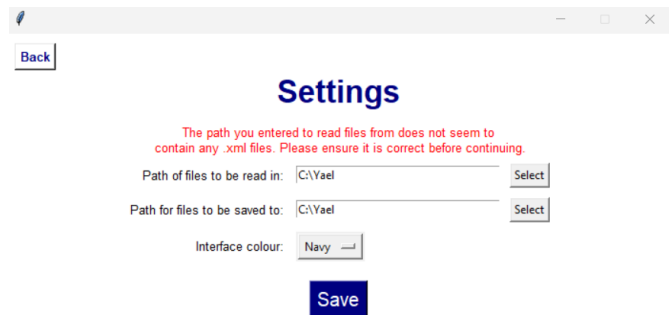 Back
Settings
The path you entered to read files from does not seem to
contain any .xml files. Please ensure it is correct before continuing.
Path of files to be read in: C:\Yael Select
Path for files to be saved to: C:\Yael Select
Interface colour: Navy
Save